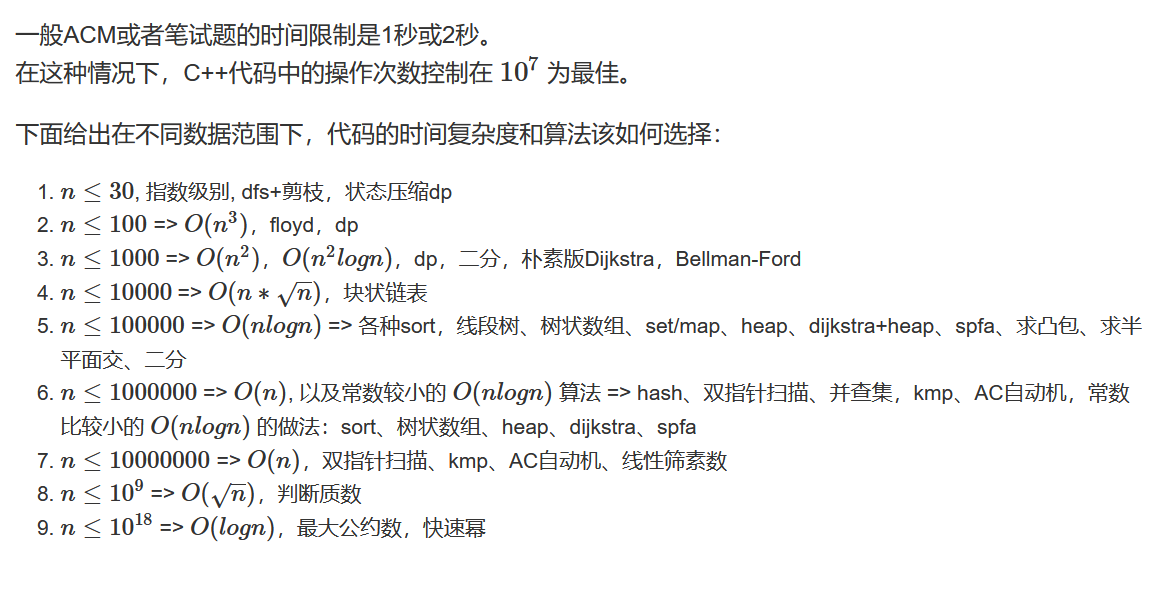 一般ACM或者笔试题的时间限制是1秒或2秒。
在这种情况下，C++代码中的操作次数控制在 10^7 为最佳。
下面给出在不同数据范围下，代码的时间复杂度和算法该如何选择：
1. n ≤ 30, 指数级别, dfs+剪枝，状态压缩dp
2. n ≤ 100 => O(n^3)，floyd，dp
3. n ≤ 1000 => O(n^2)，O(n^2logn)，dp，二分，朴素版Dijkstra，Bellman-Ford
4. n ≤ 10000 => O(n * √n)，块状链表
5. n ≤ 100000 => O(nlogn) => 各种sort，线段树、树状数组、set/map、heap、dijkstra+heap、spfa、求凸包、求半
平面交、二分
6. n ≤ 1000000 => O(n), 以及常数较小的 O(nlogn) 算法 => hash、双指针扫描、并查集，kmp、AC自动机，常数
比较小的 O(nlogn) 的做法：sort、树状数组、heap、dijkstra、spfa
7. n ≤ 10000000 => O(n)，双指针扫描、kmp、AC自动机、线性筛素数
8. n ≤ 10^9 => O(√n)，判断质数
9. n ≤ 10^18 => O(logn)，最大公约数，快速幂